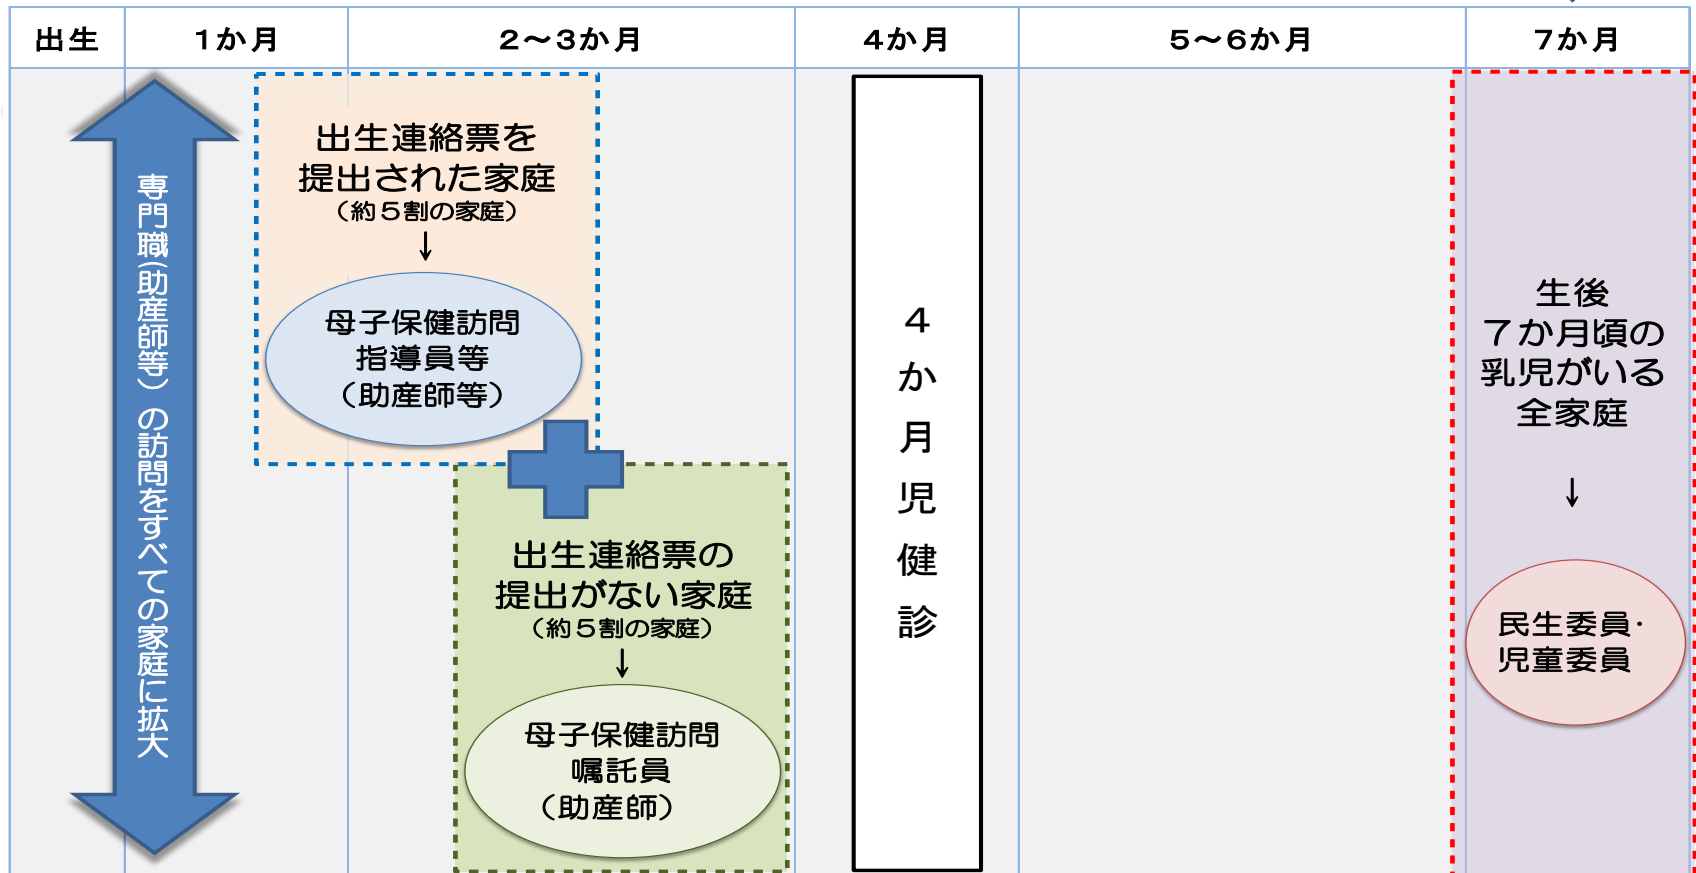 出生
1か月
2～3か月
4か月
5～6か月
7か月
専門職(助産師等)の訪問をすべての家庭に拡大
出生連絡票を
提出された家庭
（約５割の家庭）
↓
母子保健訪問
指導員等
（助産師等）
出生連絡票の
提出がない家庭
（約５割の家庭）
↓
母子保健訪問
嘱託員
（助産師）
４か月児健診
生後
７か月頃の
乳児がいる
全家庭
↓
民生委員・
児童委員